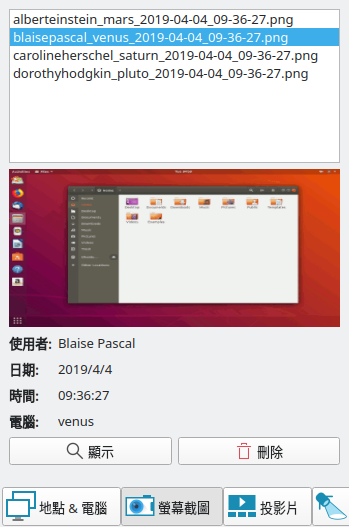 alberteinstein_mars_2019-04-04_09-36-27.png
blaisepascal_venus_2019-04-04_09-36-27.png
carolineherschel_saturn_2019-04-04_09-36-27.png
dorothyhodgkin_pluto_2019-04-04_09-36-27.png
使用者: Blaise Pascal
日期: 2019/4/4
時間: 09:36:27
電腦: venus
顯示 刪除
地點 & 電腦 螢幕截圖 投影片